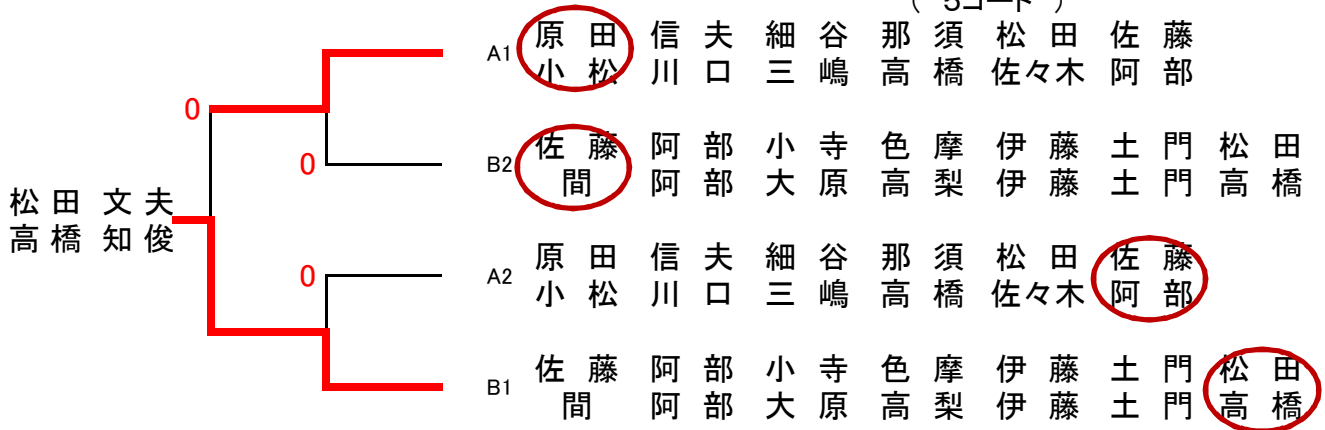 ( 5コート )
A1 原田 信夫 細谷 那須 松田 佐藤
小松 川口 三嶋 高橋 佐々木 阿部
0
0
B2 佐藤 阿部 小寺 色摩 伊藤 土門 松田
間 阿部 大原 高梨 伊藤 土門 高橋
松田 文夫
高橋 知俊
0
A2 原田 信夫 細谷 那須 松田 佐藤
小松 川口 三嶋 高橋 佐々木 阿部
B1 佐藤 阿部 小寺 色摩 伊藤 土門 松田
間 阿部 大原 高梨 伊藤 土門 高橋